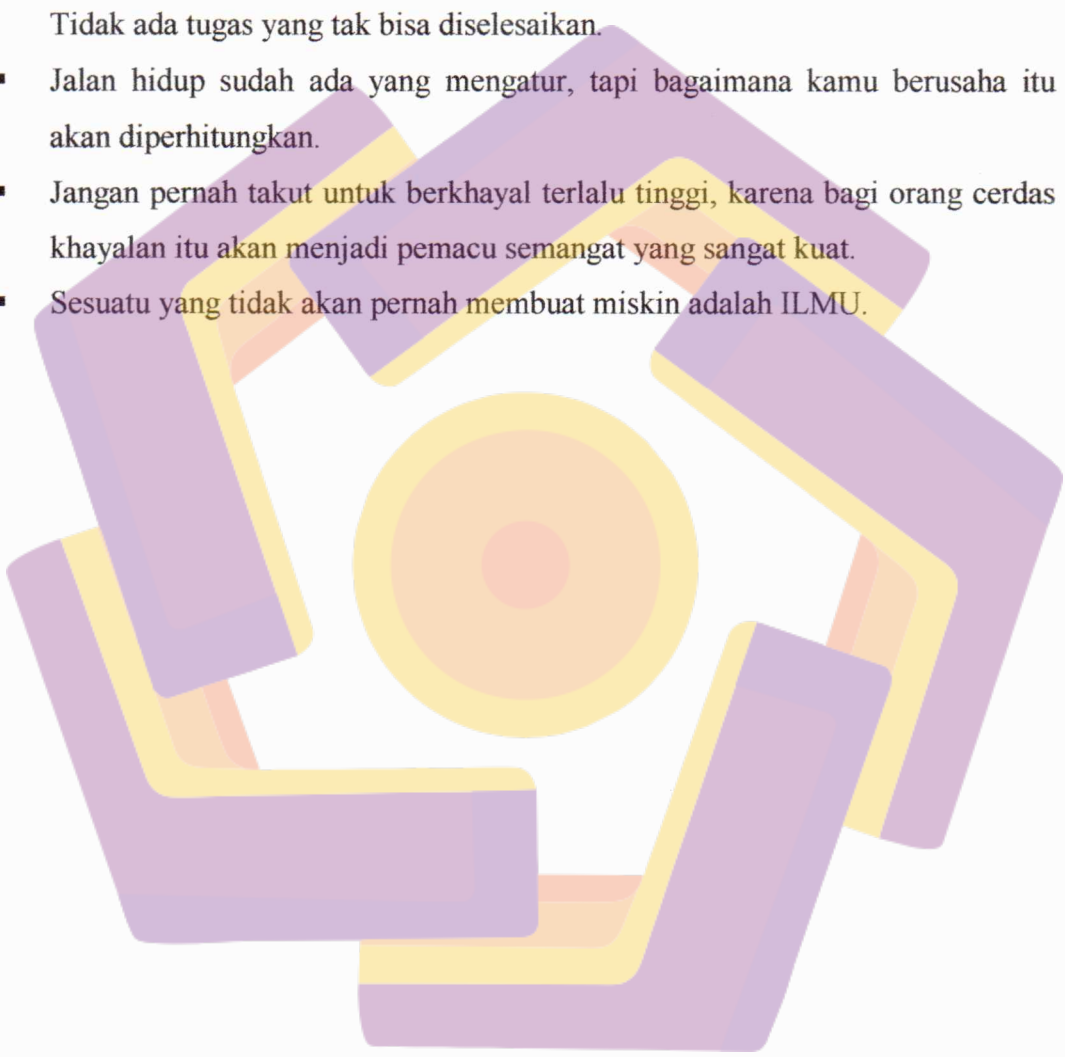 Tidak ada tugas yang tak bisa diselesaikan.
▪ Jalan hidup sudah ada yang mengatur, tapi bagaimana kamu berusaha itu
akan diperhitungkan.
▪ Jangan pernah takut untuk berkhayal terlalu tinggi, karena bagi orang cerdas
khayalan itu akan menjadi pemacu semangat yang sangat kuat.
▪ Sesuatu yang tidak akan pernah membuat miskin adalah ILMU.